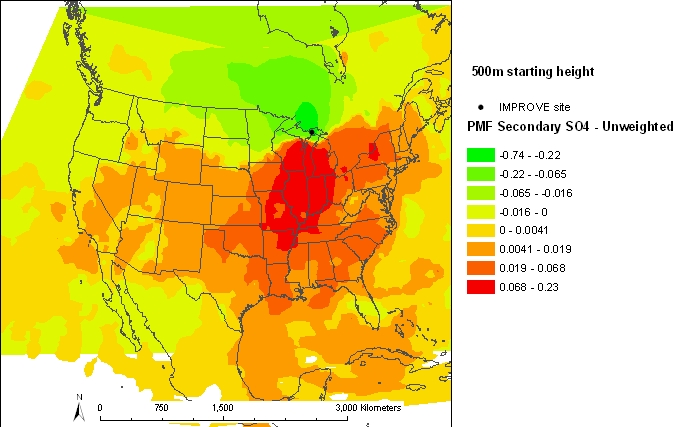 500m starting height
IMPROVE site
PMF Secondary SO4 - Unweighted
-0.74 - -0.22
-0.22 - -0.065
-0.065 - -0.016
-0.016 - 0
0 - 0.0041
0.0041 - 0.019
0.019 - 0.068
0.068 - 0.23
N
0 750 1,500 3,000 Kilometers